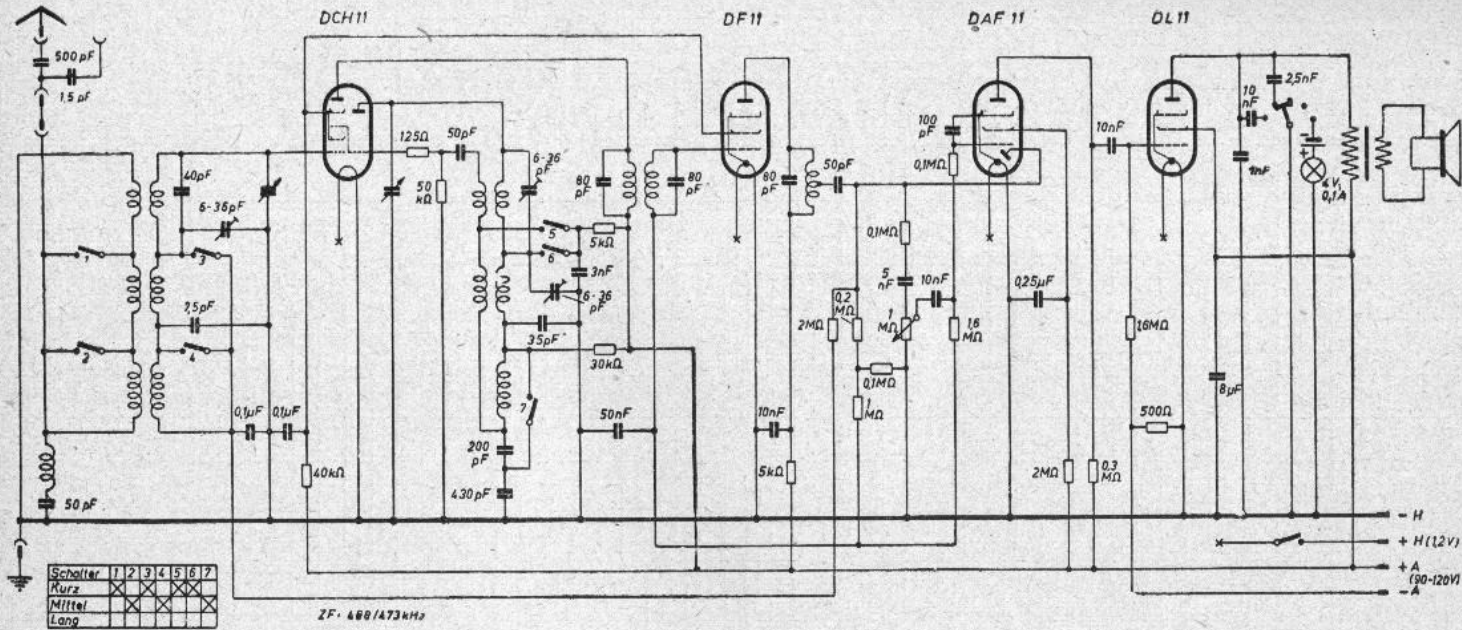 DCH11
DF11
DAF 11
DL11
500 pF
1,5 pF
40pF
6-36pF
1
3
7,5pF
2
4
0,1µF
0,1µF
50 pF
40kΩ
125Ω
50pF
50
kΩ
6-36
pF
5
6
5kΩ
3nF
6-36
pF
35pF
30kΩ
7
200
pF
430pF
50nF
80
pF
80
pF
80
pF
50pF
10nF
5kΩ
100
pF
0,1MΩ
0,1MΩ
5
nF
10nF
2MΩ
0,2
MΩ
1
MΩ
1,6
MΩ
0,1MΩ
1
MΩ
0,25µF
2MΩ
0,3
MΩ
10nF
1,6MΩ
500Ω
8µF
10
nF
1nF
2,5nF
-
+
4V,
0,1A
- H
+ H (1,2V)
+ A
(90-120V)
- A
Schalter 1 2 3 4 5 6 7
Kurz X X X X
Mittel X X X
Lang
ZF: 468/473kHz